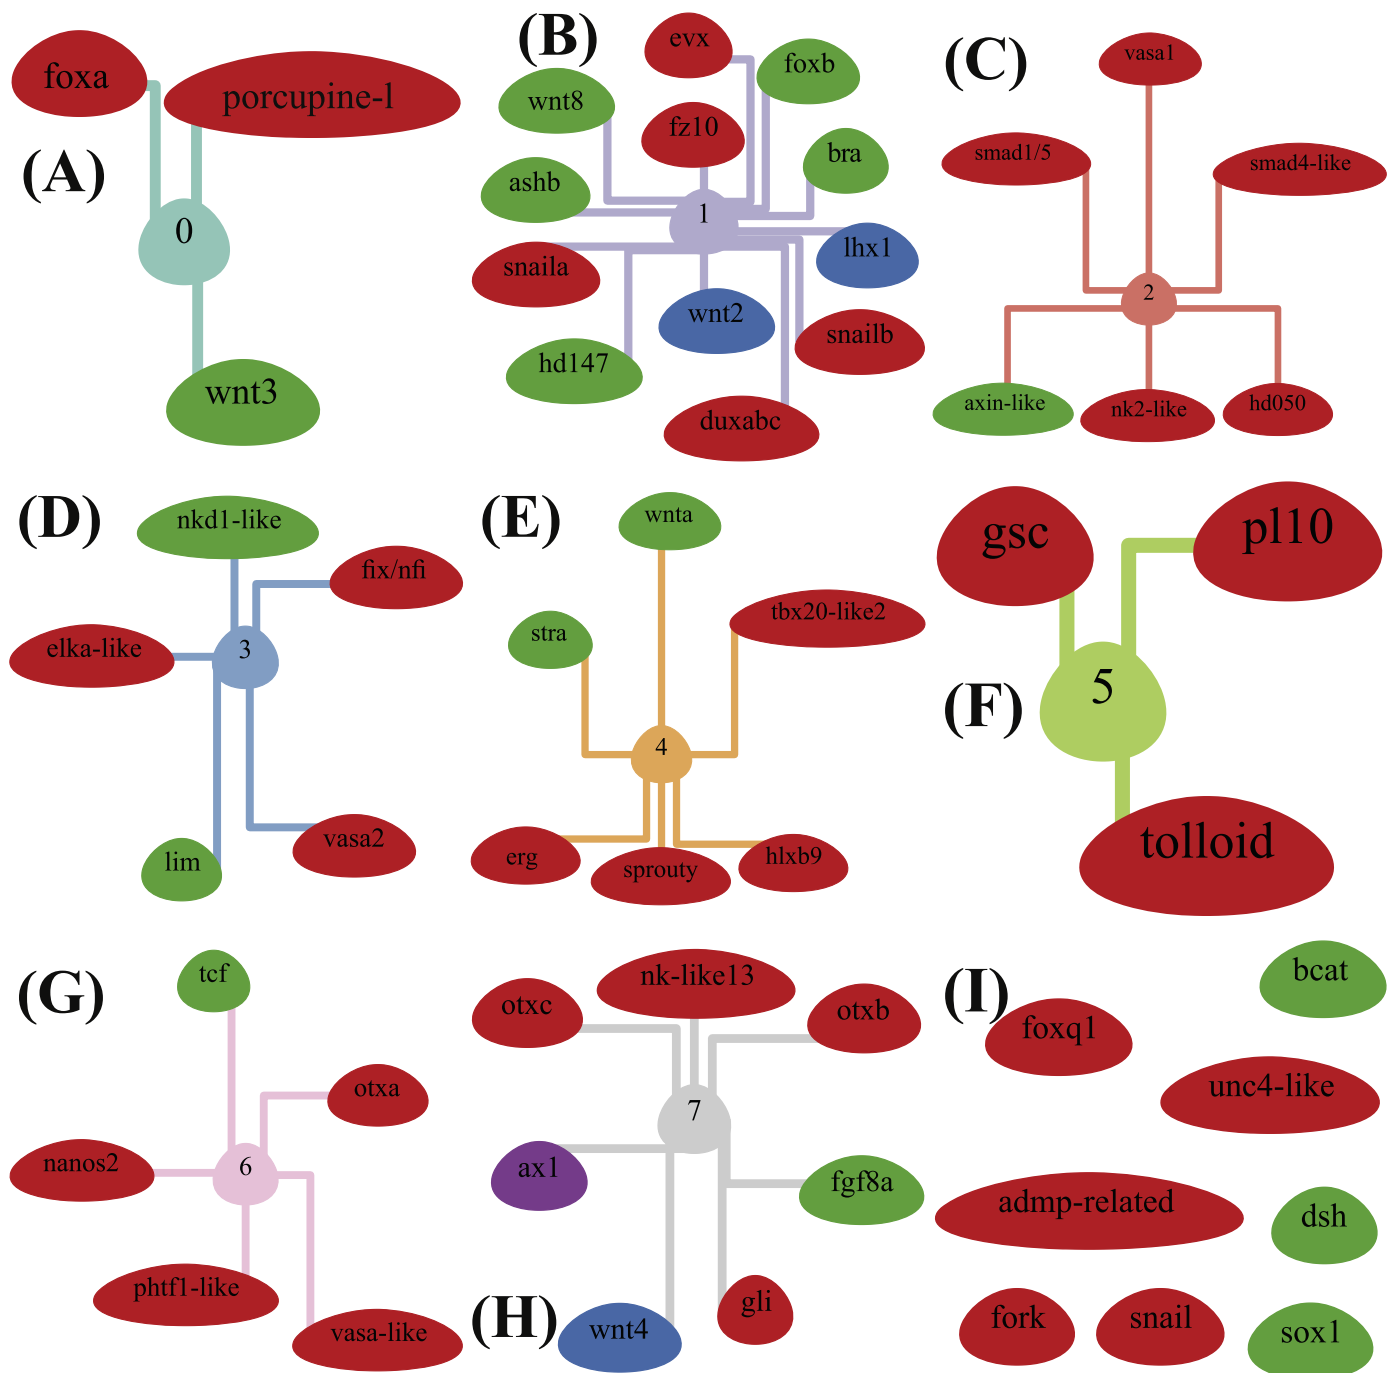 (A)
foxa
porcupine-l
0
wnt3
(B)
evx
foxb
wnt8
fz10
bra
ashb
1
lhx1
snaila
wnt2
snailb
hd147
duxabc
(C)
vasa1
smad1/5
smad4-like
2
axin-like
nk2-like
hd050
(D)
nkd1-like
fix/nfi
elka-like
3
lim
vasa2
(E)
wnta
tbx20-like2
stra
4
erg
sprouty
hlxb9
(F)
gsc
pl10
5
tolloid
(G)
tcf
otxa
nanos2
6
phtf1-like
vasa-like
(H)
nk-like13
otxc
otxb
7
ax1
fgf8a
gli
wnt4
(I)
bcat
foxq1
unc4-like
admp-related
dsh
fork
snail
sox1